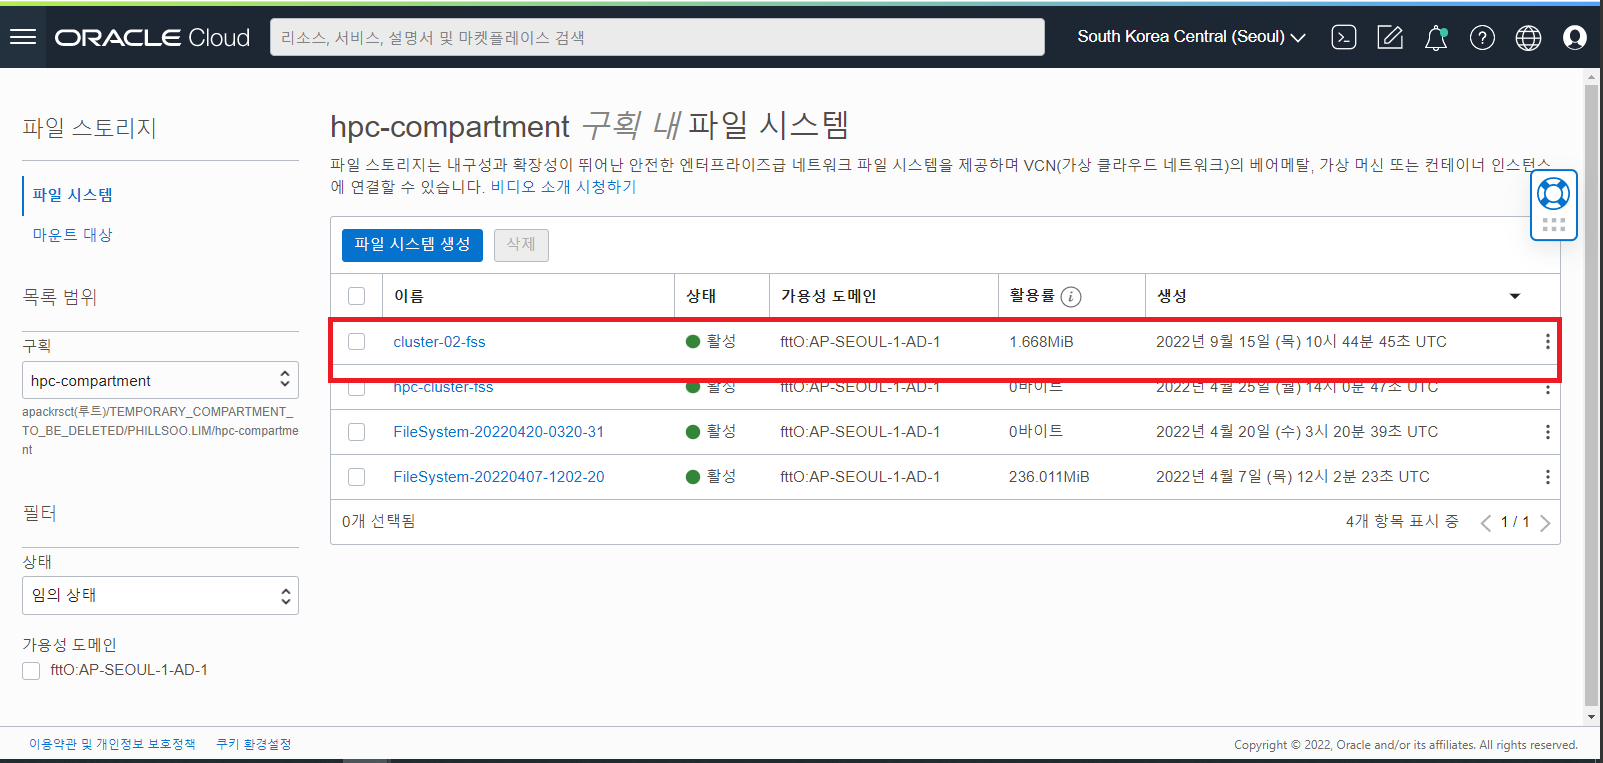 ORACLE Cloud
리소스, 서비스, 설명서 및 마켓플레이스 검색
South Korea Central (Seoul)
파일 스토리지
파일 시스템
마운트 대상
목록 범위
구획
hpc-compartment
apackrsct(루트)/TEMPORARY_COMPARTMENT_
TO_BE_DELETED/PHILLSOO.LIM/hpc-compartme
nt
필터
상태
임의 상태
가용성 도메인
fttO:AP-SEOUL-1-AD-1
hpc-compartment 구획 내 파일 시스템
파일 스토리지는 내구성과 확장성이 뛰어난 안전한 엔터프라이즈급 네트워크 파일 시스템을 제공하며 VCN(가상 클라우드 네트워크)의 베어메탈, 가상 머신 또는 컨테이너 인스턴스
에 연결할 수 있습니다. 비디오 소개 시청하기
파일 시스템 생성 삭제
이름 상태 가용성 도메인 활용률 생성
cluster-02-fss 활성 fttO:AP-SEOUL-1-AD-1 1.668MiB 2022년 9월 15일 (목) 10시 44분 45초 UTC
hpc-cluster-fss 활성 fttO:AP-SEOUL-1-AD-1 0바이트 2022년 4월 25일 (월) 14시 0분 47초 UTC
FileSystem-20220420-0320-31 활성 fttO:AP-SEOUL-1-AD-1 0바이트 2022년 4월 20일 (수) 3시 20분 39초 UTC
FileSystem-20220407-1202-20 활성 fttO:AP-SEOUL-1-AD-1 236.011MiB 2022년 4월 7일 (목) 12시 2분 23초 UTC
0개 선택됨 4개 항목 표시 중 1 / 1
이용약관 및 개인정보 보호정책 쿠키 환경설정
Copyright © 2022, Oracle and/or its affiliates. All rights reserved.